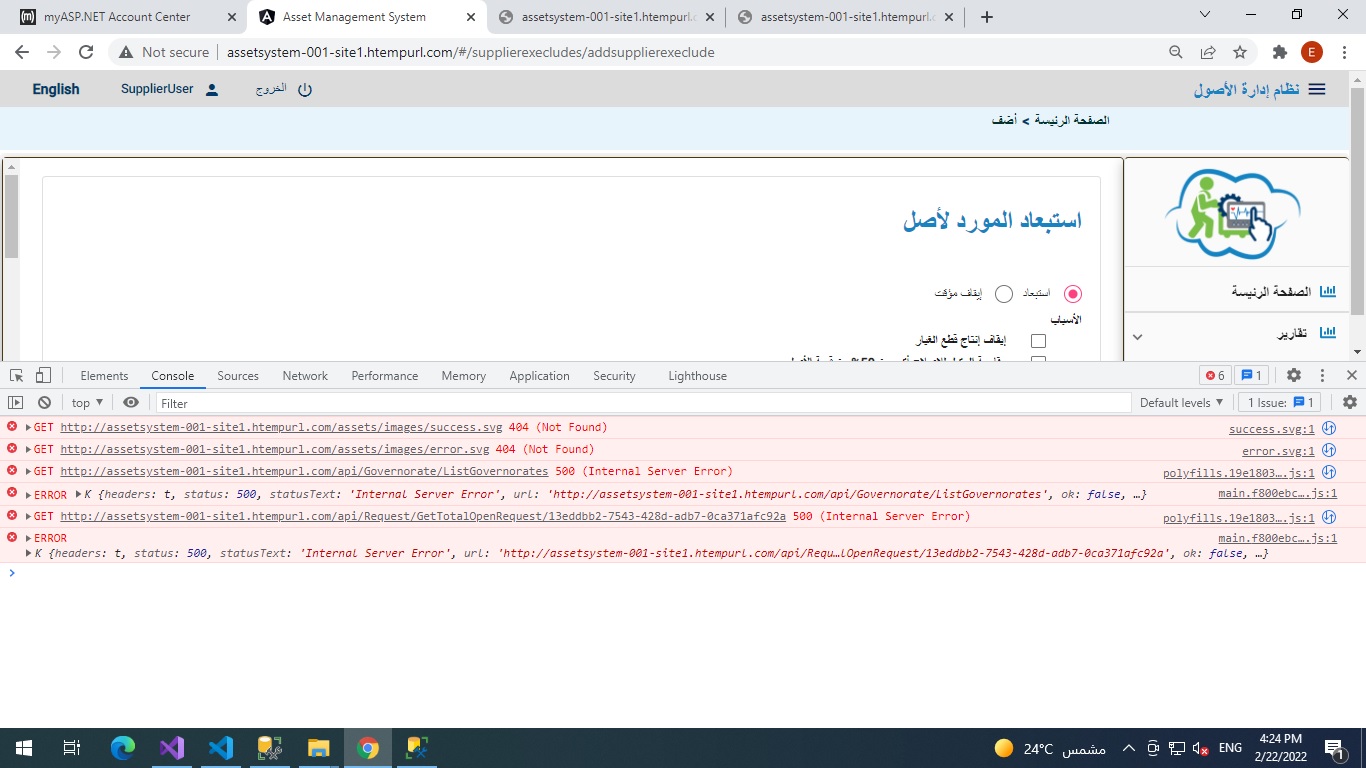 myASP.NET Account Center
Asset Management System
assetsystem-001-site1.htempurl.c
assetsystem-001-site1.htempurl.
Not secure
assetsystem-001-site1.htempurl.com/#/supplierexecludes/addsupplierexeclude
E
English
SupplierUser
الخروج
نظام إدارة الأصول
الصفحة الرئيسة > أضف
استبعاد المورد لأصل
استبعاد
إيقاف مؤقت
الأسباب
إيقاف إنتاج قطع الغيار
الصفحة الرئيسة
تقارير
Elements Console Sources Network Performance Memory Application Security Lighthouse
6 1
top Filter Default levels 1 Issue: 1
GET http://assetsystem-001-site1.htempurl.com/assets/images/success.svg 404 (Not Found) success.svg:1
GET http://assetsystem-001-site1.htempurl.com/assets/images/error.svg 404 (Not Found) error.svg:1
GET http://assetsystem-001-site1.htempurl.com/api/Governorate/ListGovernorates 500 (Internal Server Error) polyfills.19e1803….js:1
ERROR K {headers: t, status: 500, statusText: 'Internal Server Error', url: 'http://assetsystem-001-site1.htempurl.com/api/Governorate/ListGovernorates', ok: false, …} main.f800ebc….js:1
GET http://assetsystem-001-site1.htempurl.com/api/Request/GetTotalOpenRequest/13eddbb2-7543-428d-adb7-0ca371afc92a 500 (Internal Server Error) polyfills.19e1803….js:1
ERROR main.f800ebc….js:1
K {headers: t, status: 500, statusText: 'Internal Server Error', url: 'http://assetsystem-001-site1.htempurl.com/api/Requ…lOpenRequest/13eddbb2-7543-428d-adb7-0ca371afc92a', ok: false, …}
24°C مشمس
ENG
4:24 PM
2/22/2022
1